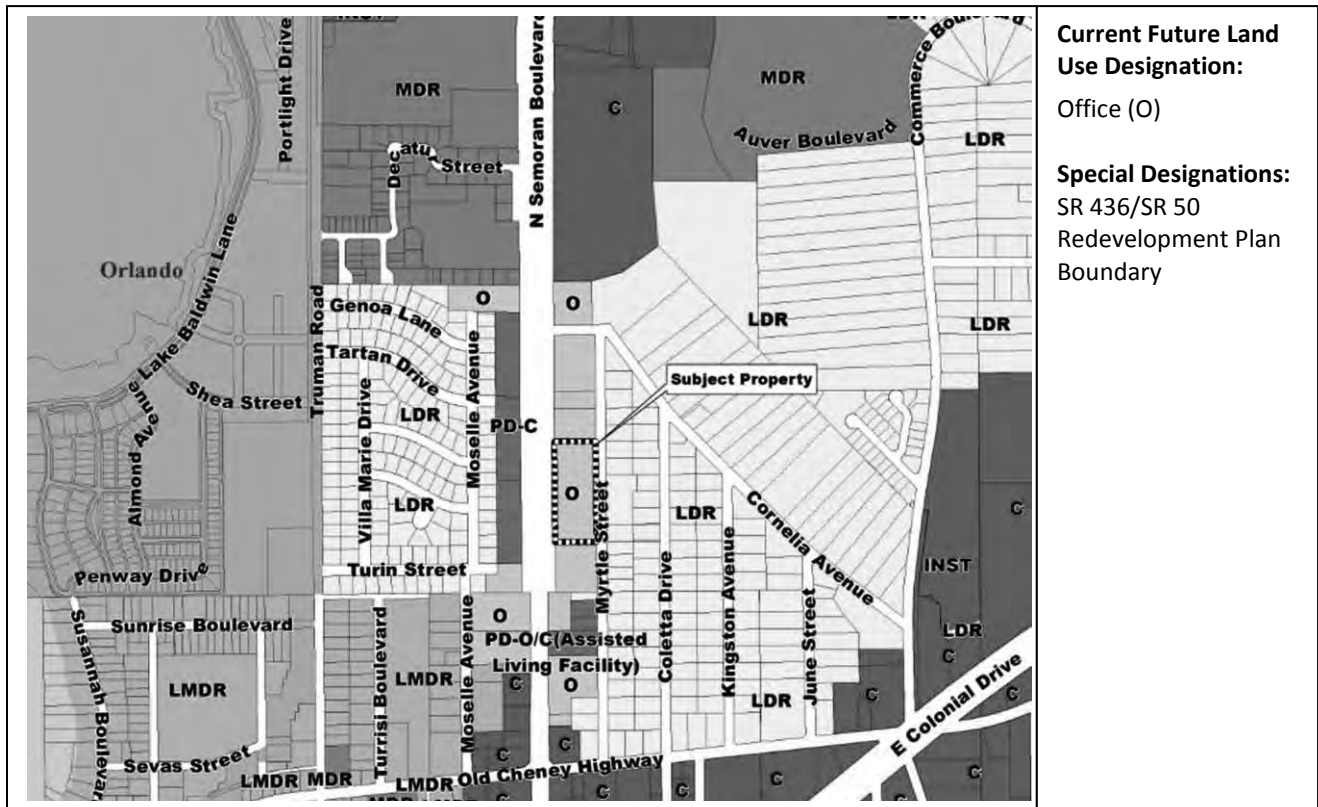 INST
LDR
Commerce Boulevard
Portlight Drive
MDR
MDR
C
N Semoran Boulevard
Auver Boulevard
LDR
Decatur Street
Lake Baldwin Lane
Orlando
Truman Road
Genoa Lane
O
O
LDR
LDR
Tartan Drive
Shea Street
Subject Property
Almond Avenue
Villa Marie Drive
LDR
Moselle Avenue
PD-C
LDR
O
Myrtle Street
LDR
Cornelia Avenue
C
Penway Drive
Turin Street
Coletta Drive
Kingston Avenue
June Street
INST
LDR
C
Susannah Boulevar
Sunrise Boulevard
Turrisi Boulevard
Moselle Avenue
O
PD-O/C(Assisted
Living Facility)
LMDR
LMDR
C
O
LDR
C
C
C
E Colonial Drive
Sevas Street
LMDR
MDR
LMDR
Old Cheney Highway
C
C
C
C
C
C
C
Current Future Land
Use Designation:
Office (O)
Special Designations:
SR 436/SR 50
Redevelopment Plan
Boundary